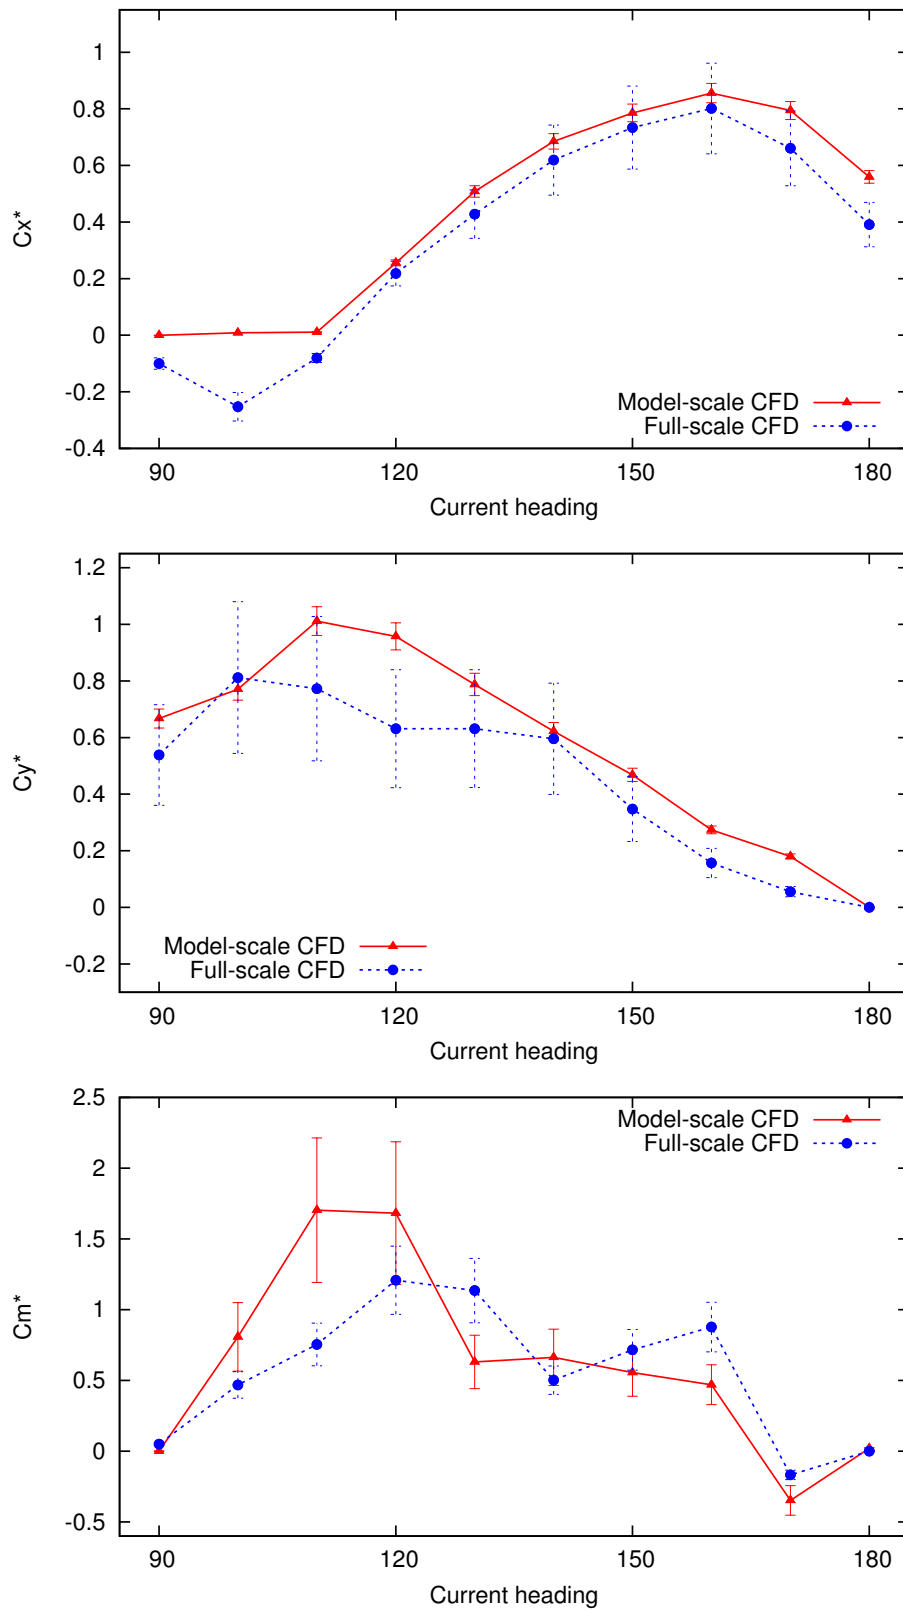 1
0.8
0.6
0.4
0.2
0
-0.2
-0.4
Cx*
Model-scale CFD
Full-scale CFD
90 120 150 180
Current heading
1.2
1
0.8
0.6
0.4
0.2
0
-0.2
Cy*
Model-scale CFD
Full-scale CFD
90 120 150 180
Current heading
2.5
2
1.5
1
0.5
0
-0.5
Cm*
Model-scale CFD
Full-scale CFD
90 120 150 180
Current heading